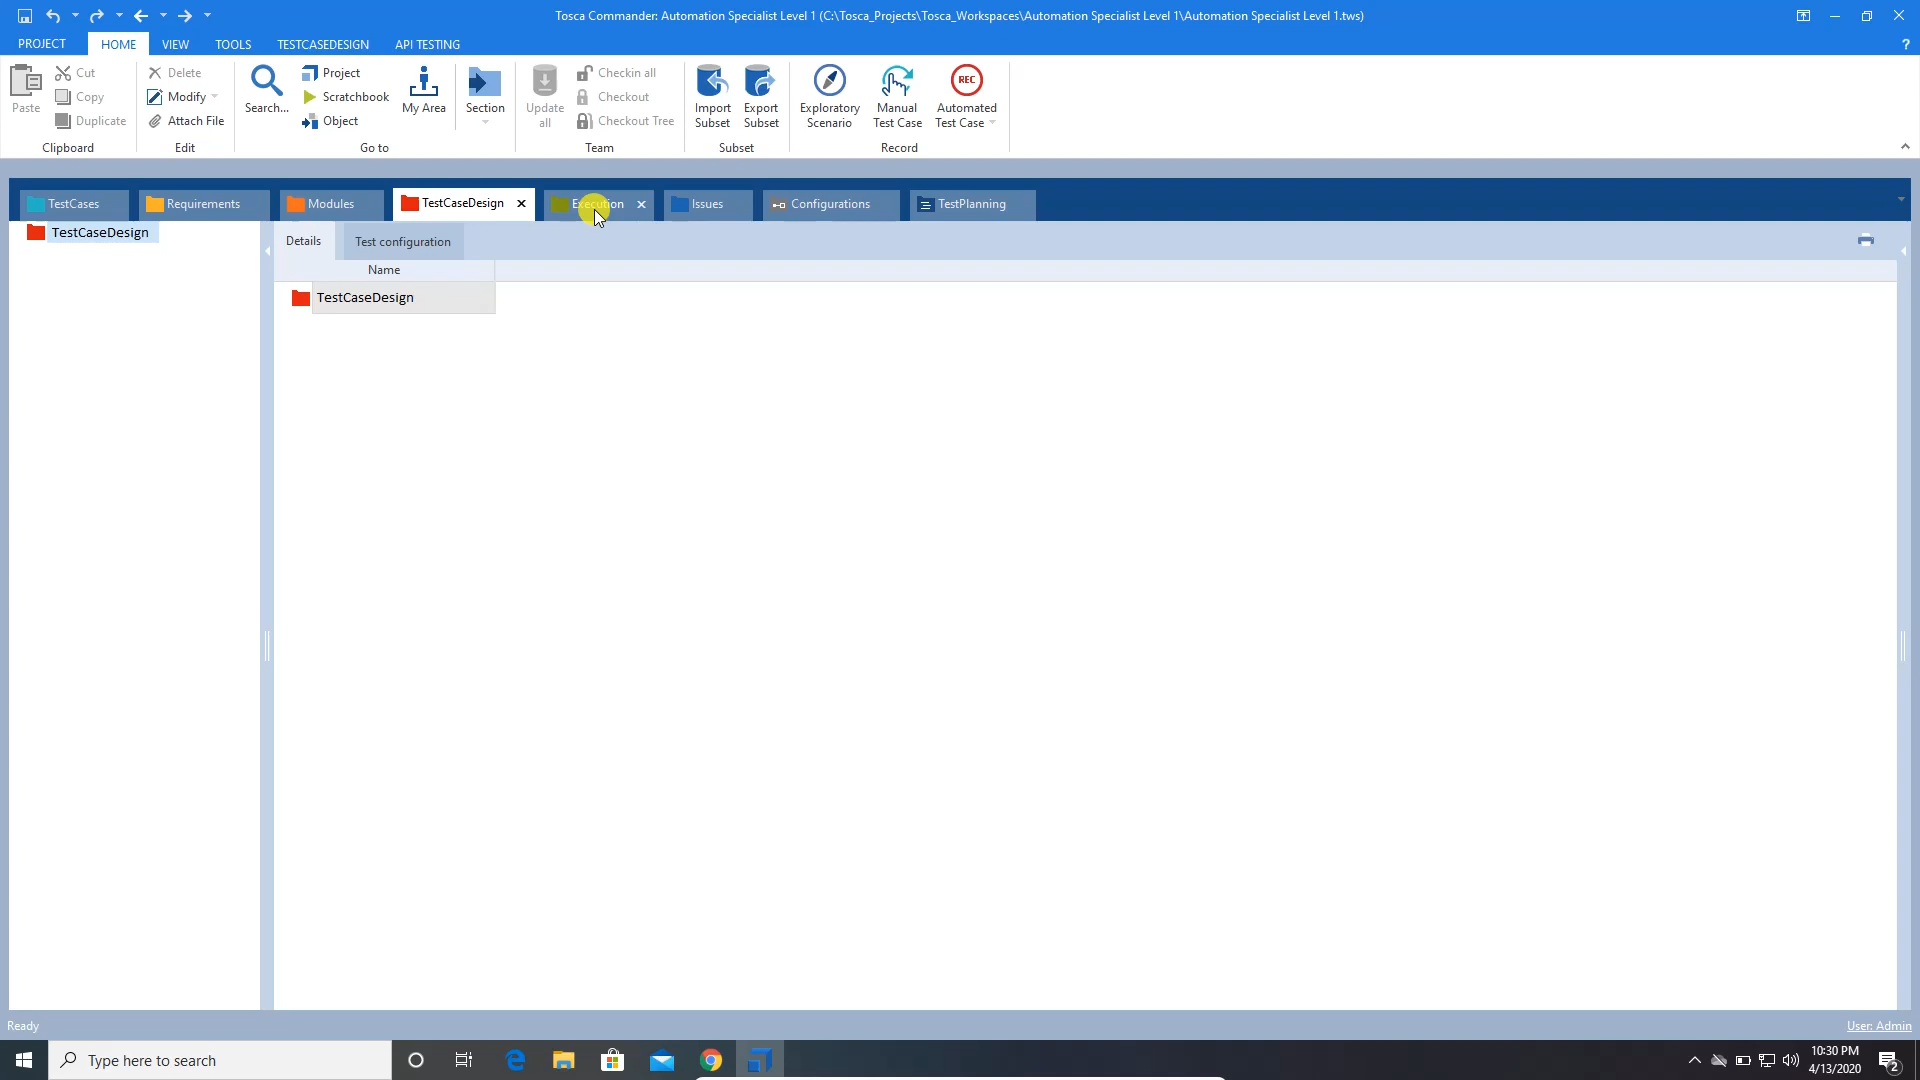 Tosca Commander: Automation Specialist Level 1 (C:\Tosca_Projects\Tosca_Workspaces\Automation Specialist Level 1\Automation Specialist Level 1.tws)
PROJECT HOME VIEW TOOLS TESTCASEDESIGN API TESTING ?
Paste
Cut
Copy
Duplicate
Clipboard
Delete
Modify
Attach File
Edit
Search...
Project
Scratchbook
Object
My Area
Section
Go to
Update
all
Checkin all
Checkout
Checkout Tree
Team
Import
Subset
Export
Subset
Subset
Exploratory
Scenario
Manual
Test Case
REC
Automated
Test Case
Record
TestCases Requirements Modules TestCaseDesign Execution Issues Configurations TestPlanning
TestCaseDesign
Details Test configuration
Name
TestCaseDesign
Ready
User: Admin
Type here to search
10:30 PM
4/13/2020
2